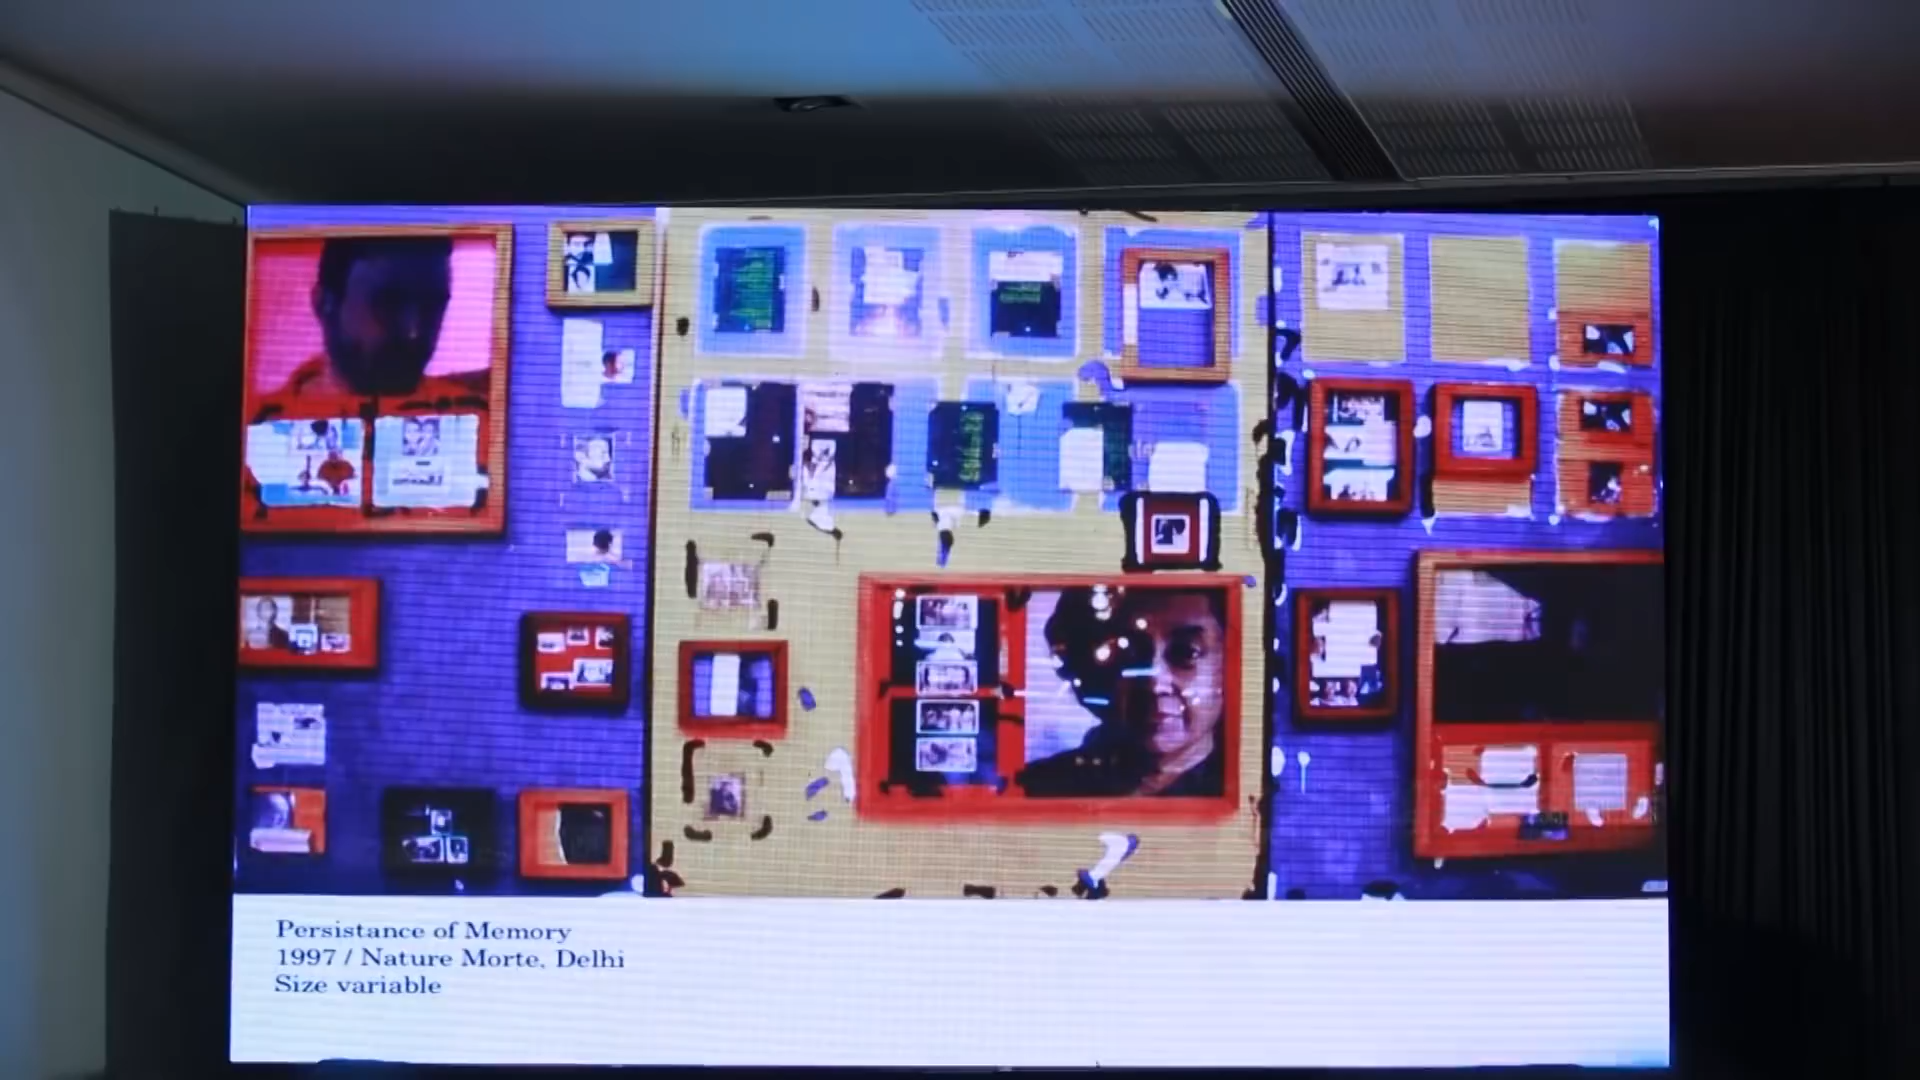 Persistance of Memory
1997 / Nature Morte, Delhi
Size variable